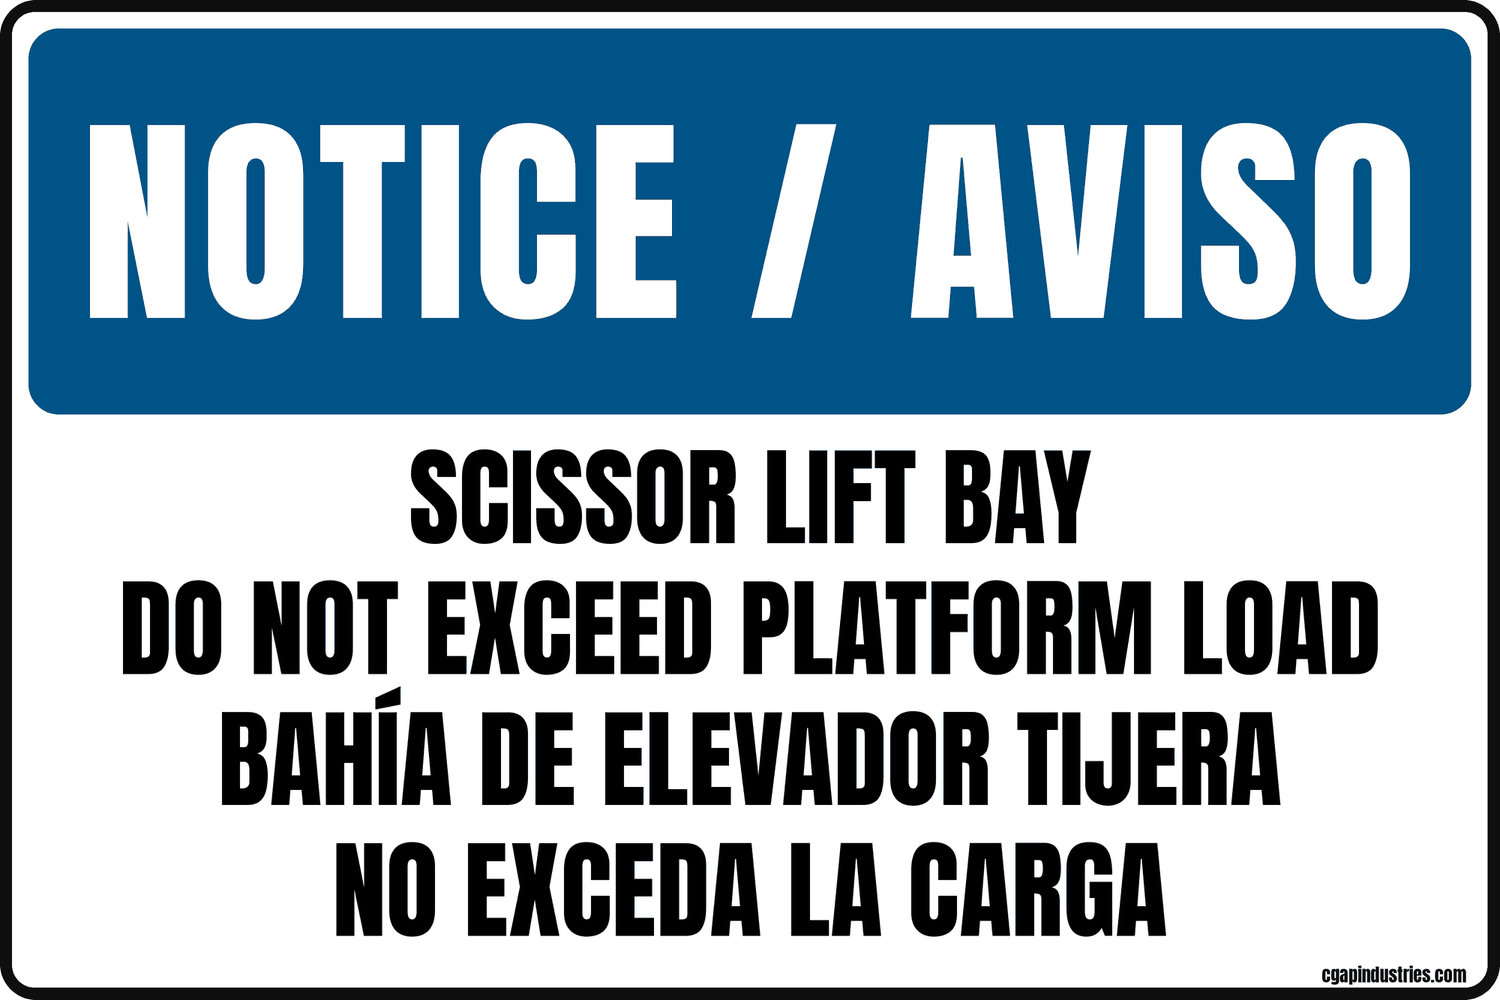 NOTICE / AVISO
SCISSOR LIFT BAY
DO NOT EXCEED PLATFORM LOAD
BAHÍA DE ELEVADOR TIJERA
NO EXCEDA LA CARGA
cgapindustries.com